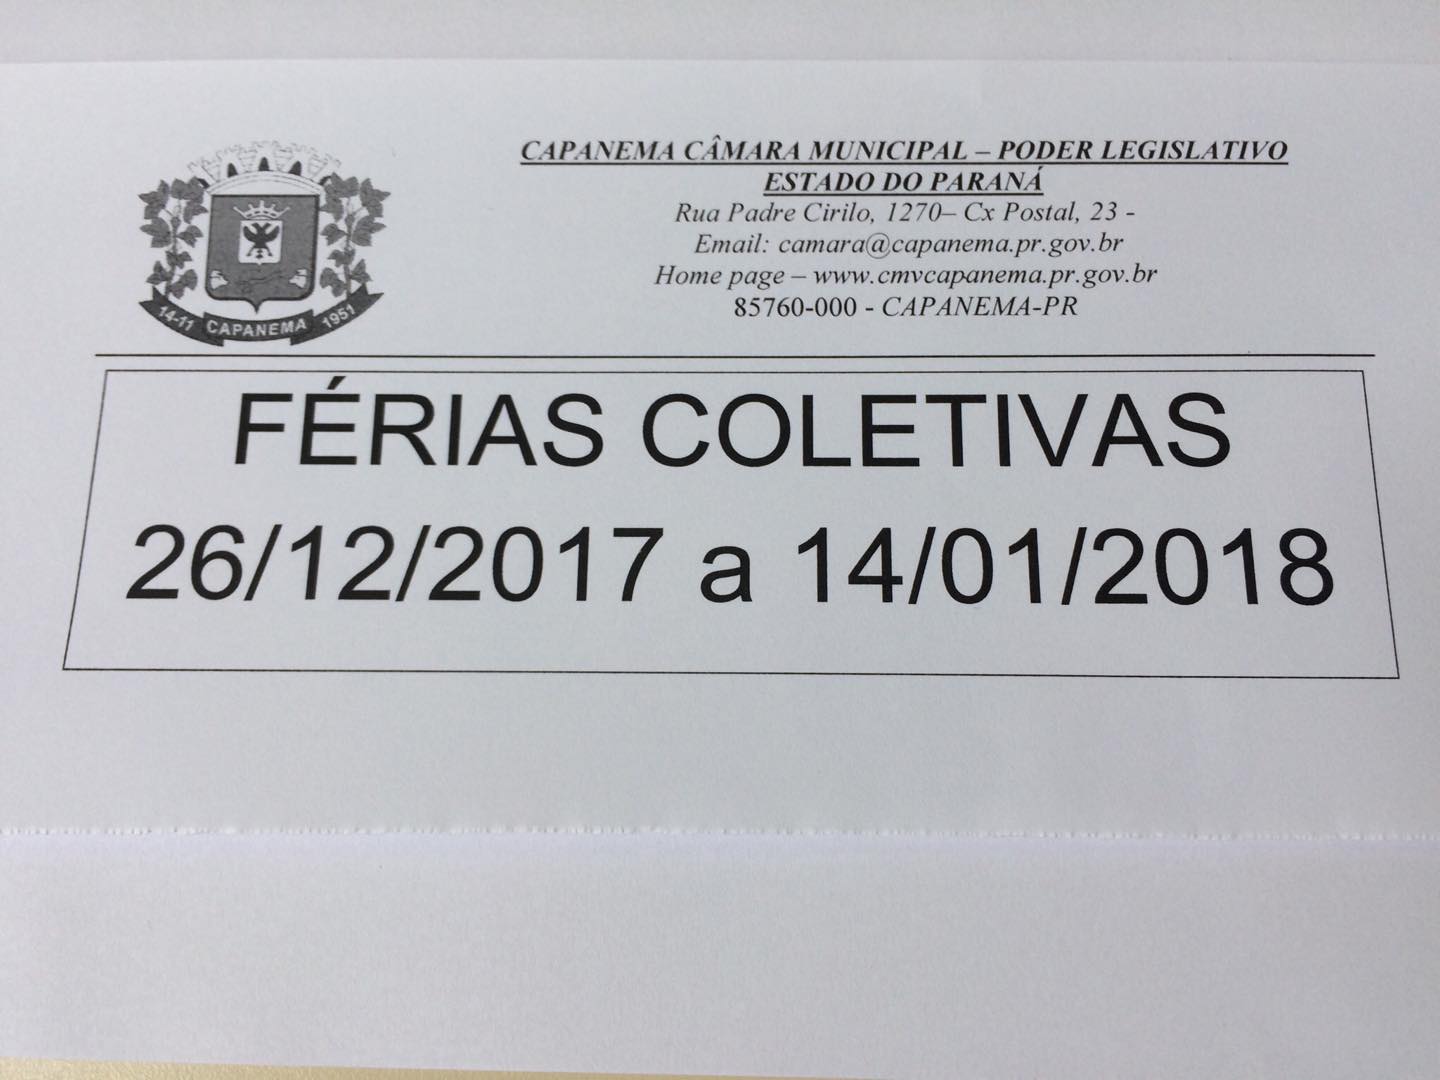 CAPANEMA CÂMARA MUNICIPAL – PODER LEGISLATIVO
ESTADO DO PARANÁ
Rua Padre Cirilo, 1270– Cx Postal, 23 -
Email: camara@capanema.pr.gov.br
Home page – www.cmvcapanema.pr.gov.br
85760-000 - CAPANEMA-PR
14-11 CAPANEMA 1951
FÉRIAS COLETIVAS
26/12/2017 a 14/01/2018